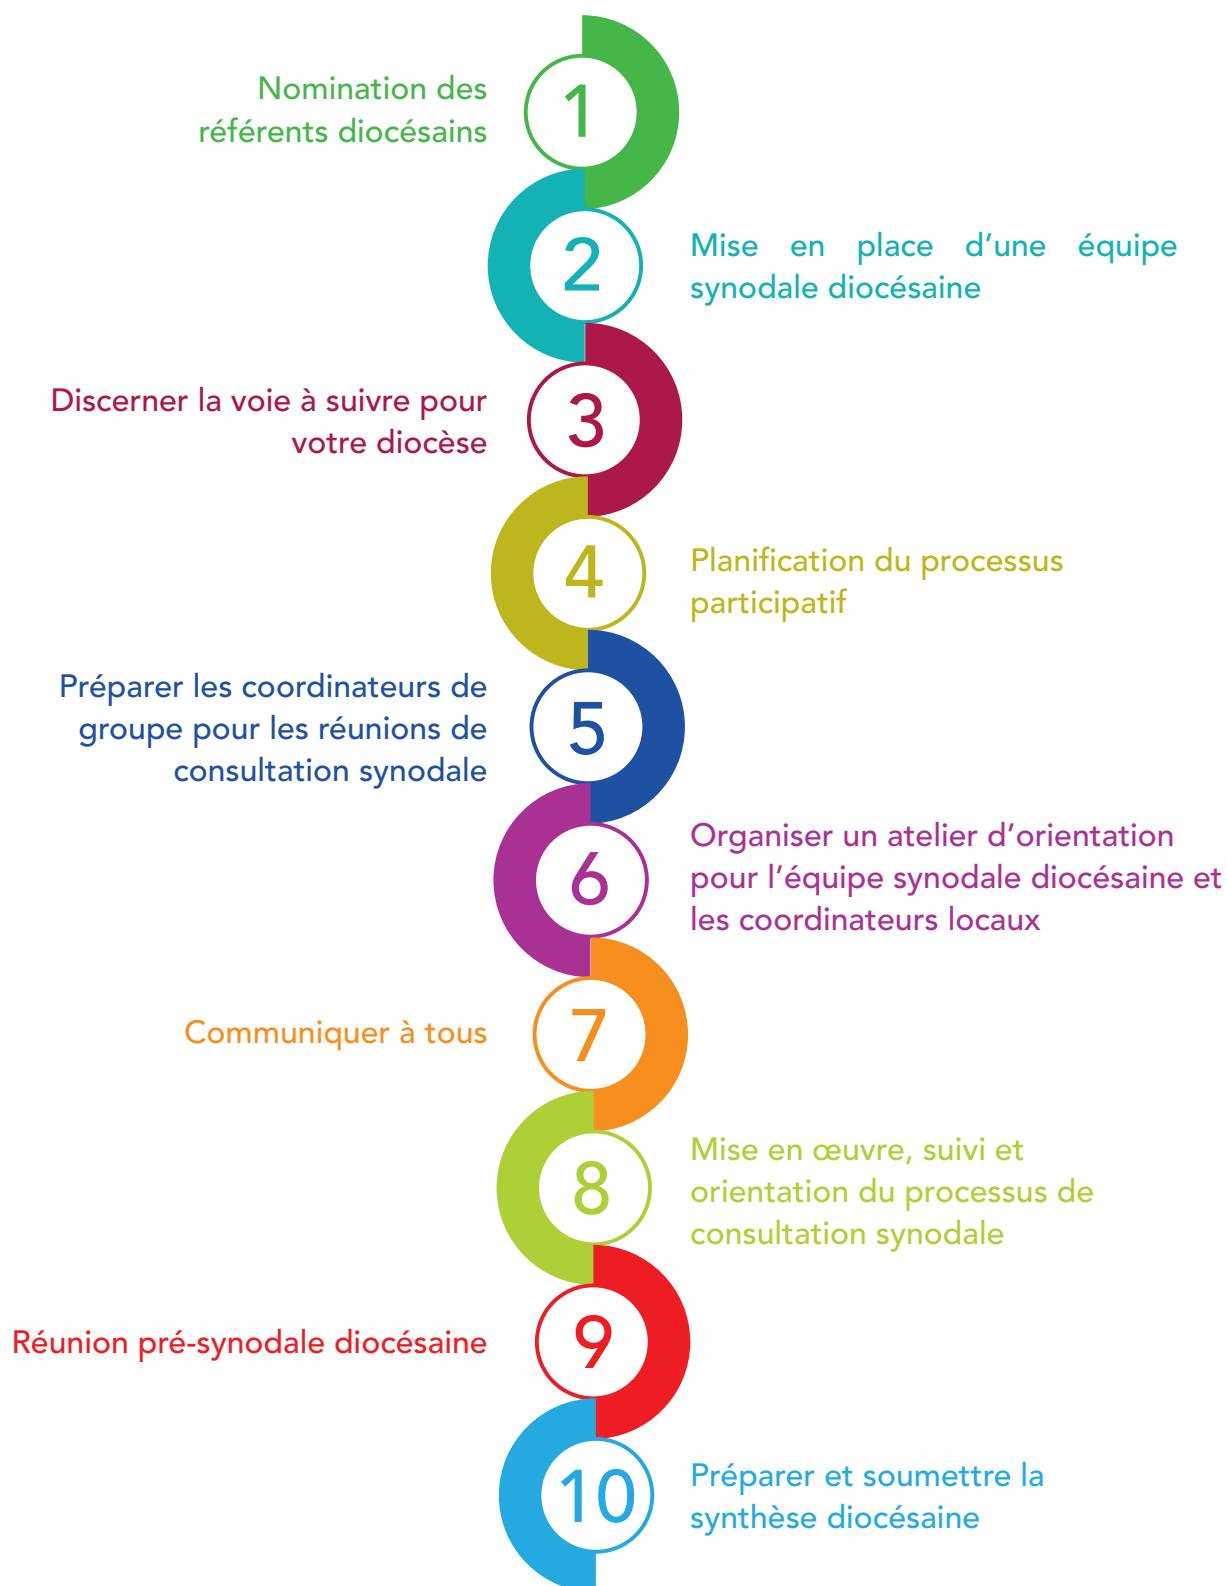 1
Nomination des
référents diocésains
2
Mise en place d’une équipe
synodale diocésaine
3
Discerner la voie à suivre pour
votre diocèse
4
Planification du processus
participatif
5
Préparer les coordinateurs de
groupe pour les réunions de
consultation synodale
6
Organiser un atelier d’orientation
pour l’équipe synodale diocésaine et
les coordinateurs locaux
7
Communiquer à tous
8
Mise en œuvre, suivi et
orientation du processus de
consultation synodale
9
Réunion pré-synodale diocésaine
10
Préparer et soumettre la
synthèse diocésaine